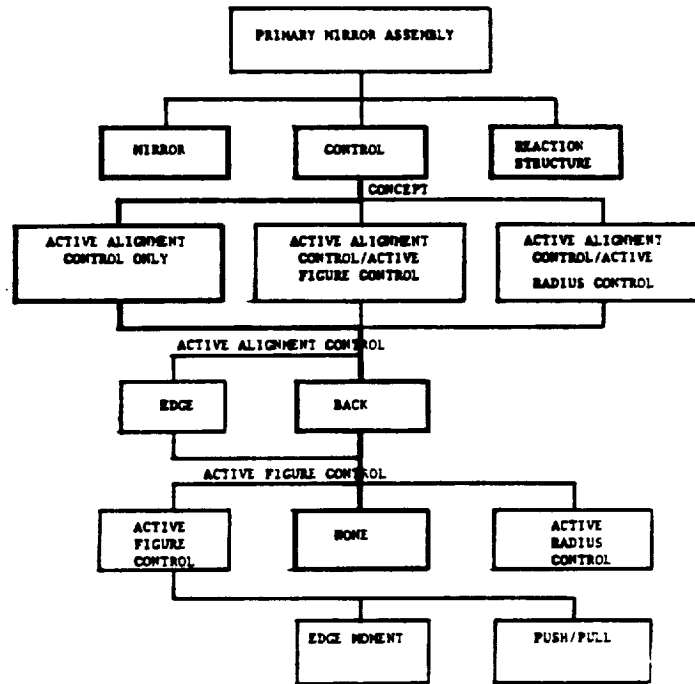 PRIMARY MIRROR ASSEMBLY
MIRROR
CONTROL
REACTION
STRUCTURE
CONCEPT
ACTIVE ALIGNMENT
CONTROL ONLY
ACTIVE ALIGNMENT
CONTROL/ACTIVE
FIGURE CONTROL
ACTIVE ALIGNMENT
CONTROL/ACTIVE
RADIUS CONTROL
ACTIVE ALIGNMENT CONTROL
EDGE
BACK
ACTIVE FIGURE CONTROL
ACTIVE
FIGURE
CONTROL
NONE
ACTIVE
RADIUS
CONTROL
EDGE MOMENT
PUSH/PULL